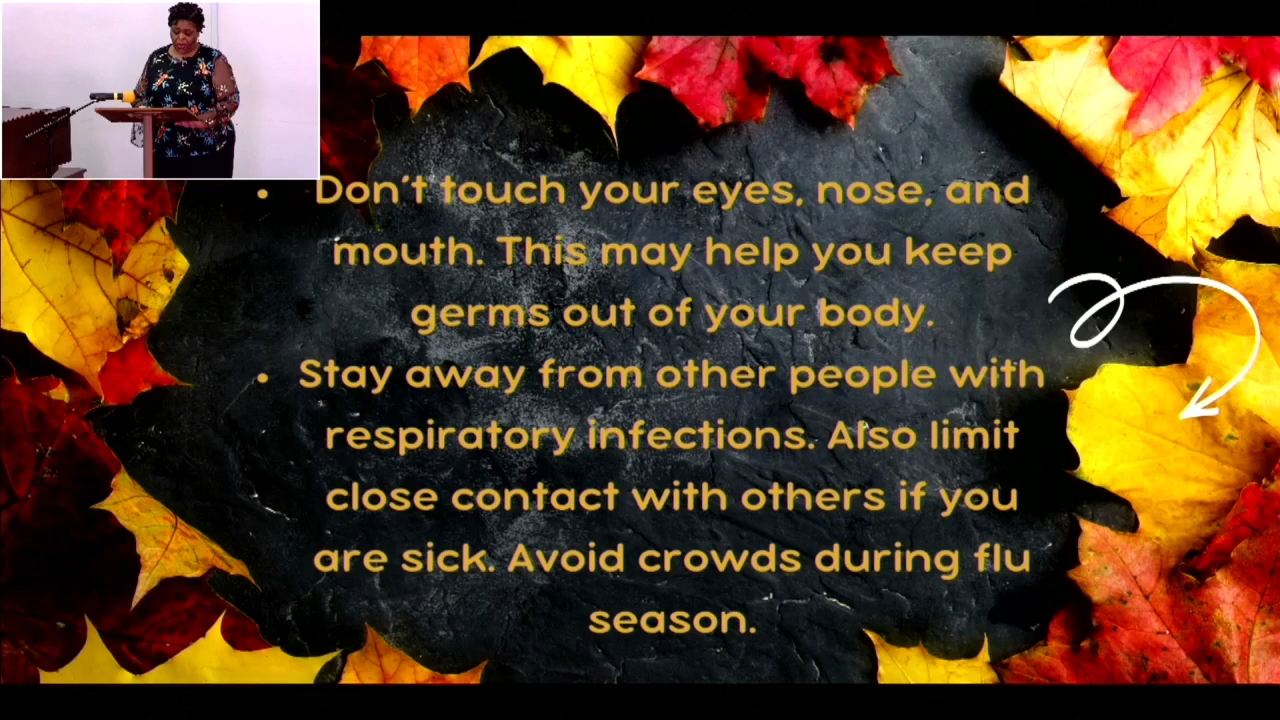 • Don't touch your eyes, nose, and
mouth. This may help you keep
germs out of your body.
• Stay away from other people with
respiratory infections. Also limit
close contact with others if you
are sick. Avoid crowds during flu
season.